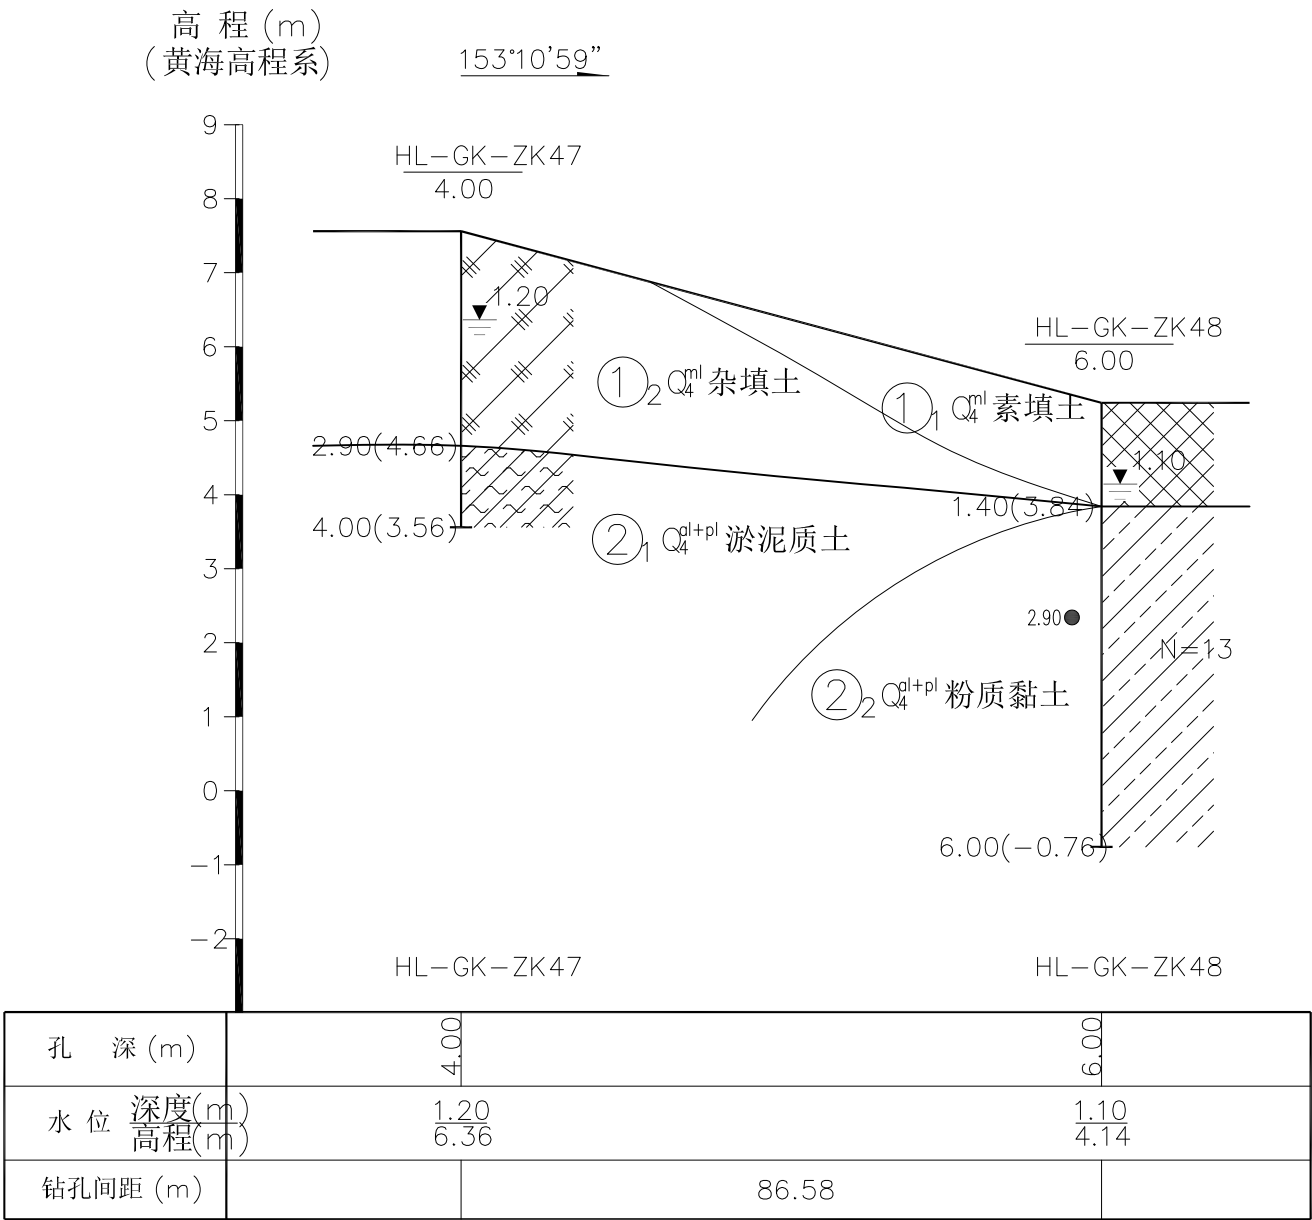 高 程 (m)
(黄海高程系)
153°10'59"
9
HL-GK-ZK47
4.00
8
7
1.20
HL-GK-ZK48
6.00
6
①2 Q4ml 杂填土
①1 Q4ml 素填土
5
2.90(4.66)
1.10
4
1.40(3.84)
4.00(3.56)
②1 Q4al+pl 淤泥质土
3
2.90
2
N=13
②2 Q4al+pl 粉质黏土
1
0
6.00(-0.76)
-1
-2
HL-GK-ZK47
HL-GK-ZK48
孔 深 (m)
4.00
6.00
水 位 深度(m)
高程(m)
1.20
6.36
1.10
4.14
钻孔间距 (m)
86.58